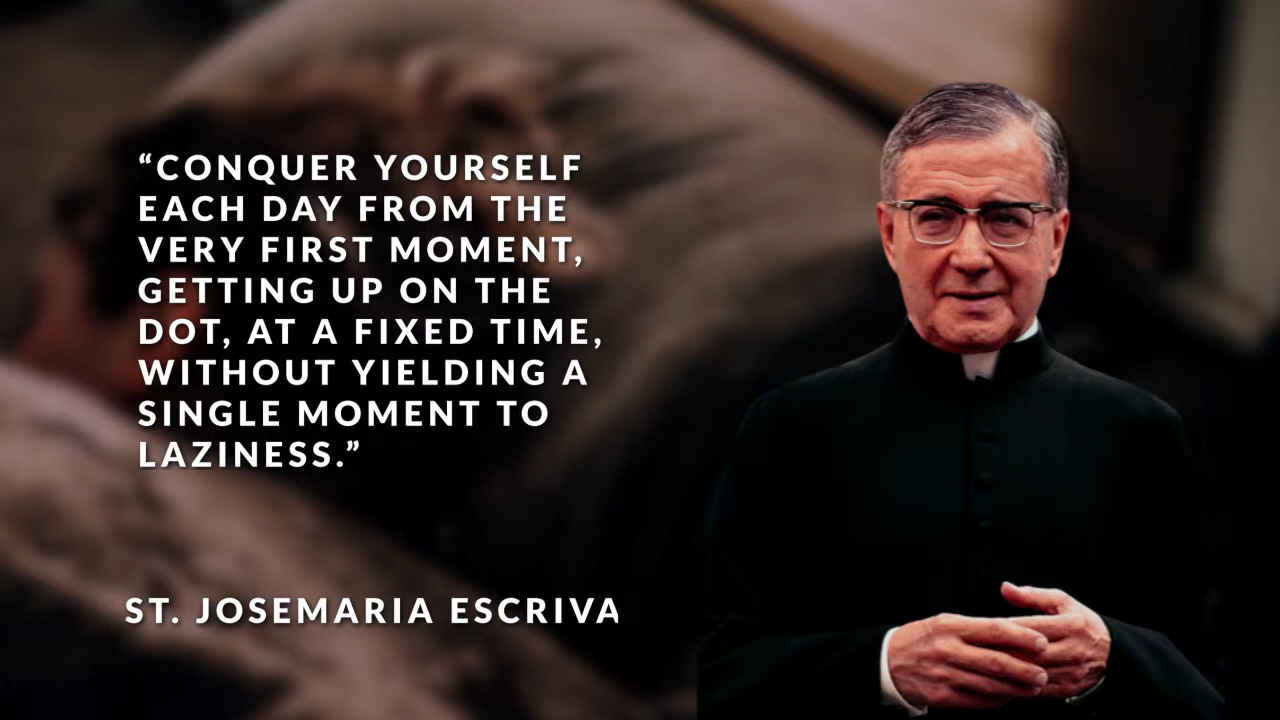 “CONQUER YOURSELF
EACH DAY FROM THE
VERY FIRST MOMENT,
GETTING UP ON THE
DOT, AT A FIXED TIME,
WITHOUT YIELDING A
SINGLE MOMENT TO
LAZINESS.”
ST. JOSEMARIA ESCRIVA